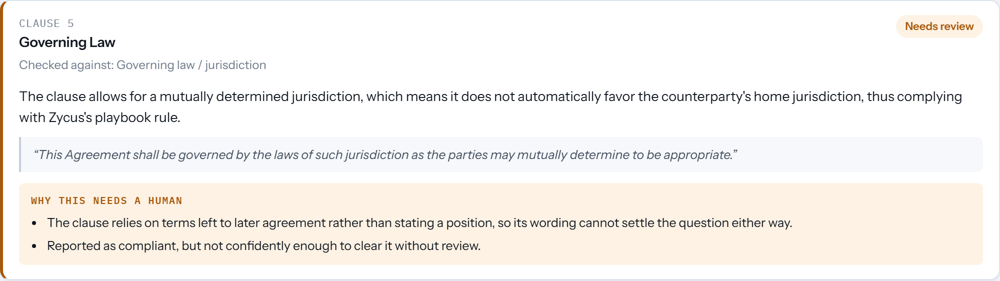 CLAUSE 5
Needs review
Governing Law
Checked against: Governing law / jurisdiction
The clause allows for a mutually determined jurisdiction, which means it does not automatically favor the counterparty's home jurisdiction, thus complying
with Zycus's playbook rule.
“This Agreement shall be governed by the laws of such jurisdiction as the parties may mutually determine to be appropriate.”
WHY THIS NEEDS A HUMAN
• The clause relies on terms left to later agreement rather than stating a position, so its wording cannot settle the question either way.
• Reported as compliant, but not confidently enough to clear it without review.